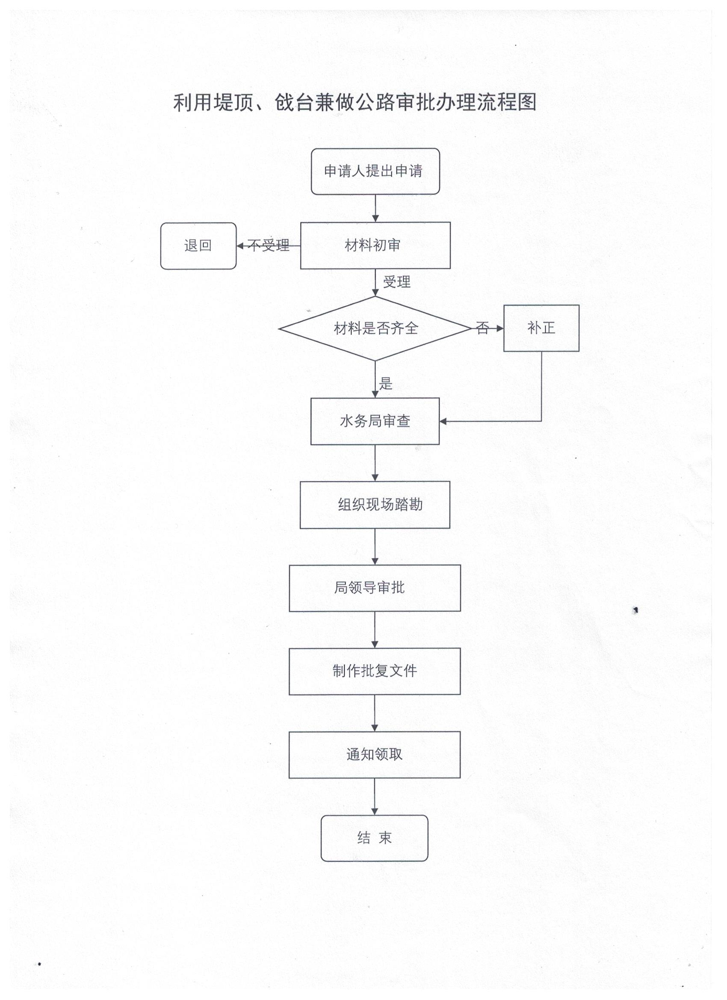 利用堤顶、戗台兼做公路审批办理流程图
申请人提出申请
退回
不受理
材料初审
受理
材料是否齐全
否
补正
是
水务局审查
组织现场踏勘
局领导审批
制作批复文件
通知领取
结 束